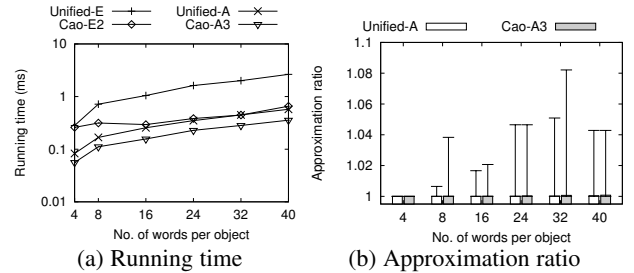 Unified-E Unified-A
Cao-E2 Cao-A3
10
1
0.1
0.01
Running time (ms)
4 8 16 24 32 40
No. of words per object
(a) Running time
Unified-A Cao-A3
1.1
1.08
1.06
1.04
1.02
1
Approximation ratio
4 8 16 24 32 40
No. of words per object
(b) Approximation ratio